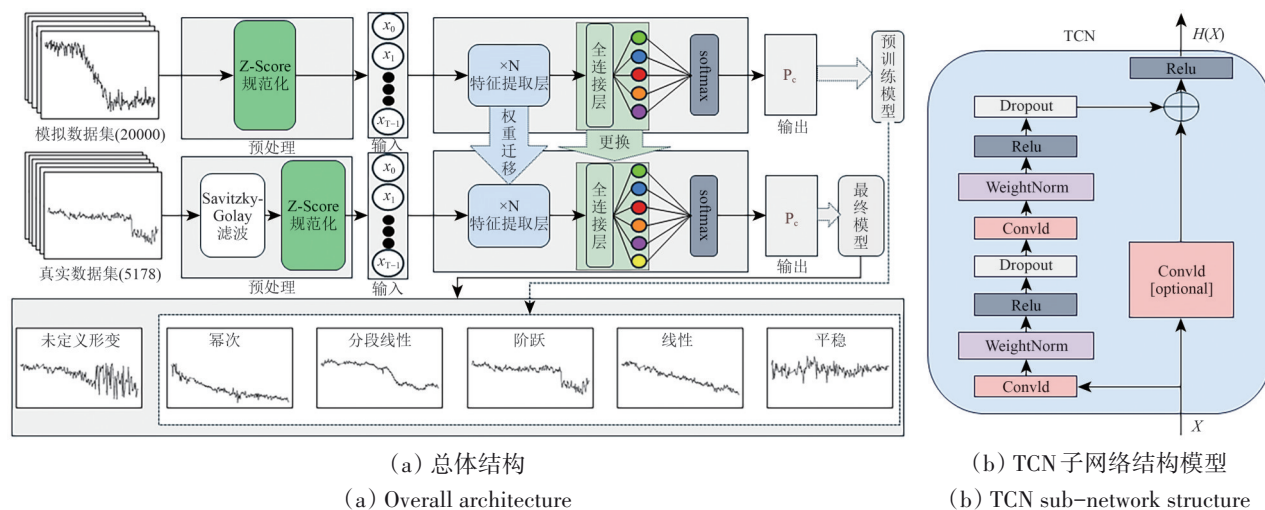 模拟数据集(20000)
Z-Score
规范化
预处理
x0
x1
xT-1
输入
×N
特征提取层
全连接层
softmax
Pc
输出
预训练模型
权重迁移
更换
真实数据集(5178)
Savitzky-
Golay
滤波
Z-Score
规范化
预处理
x0
x1
xT-1
输入
×N
特征提取层
全连接层
softmax
Pc
输出
最终模型
未定义形变
幂次
分段线性
阶跃
线性
平稳
(a) 总体结构
(a) Overall architecture
TCN
H(X)
Relu
Dropout
Relu
WeightNorm
Convld
Dropout
Relu
WeightNorm
Convld
Convld
[optional]
X
(b) TCN子网络结构模型
(b) TCN sub-network structure